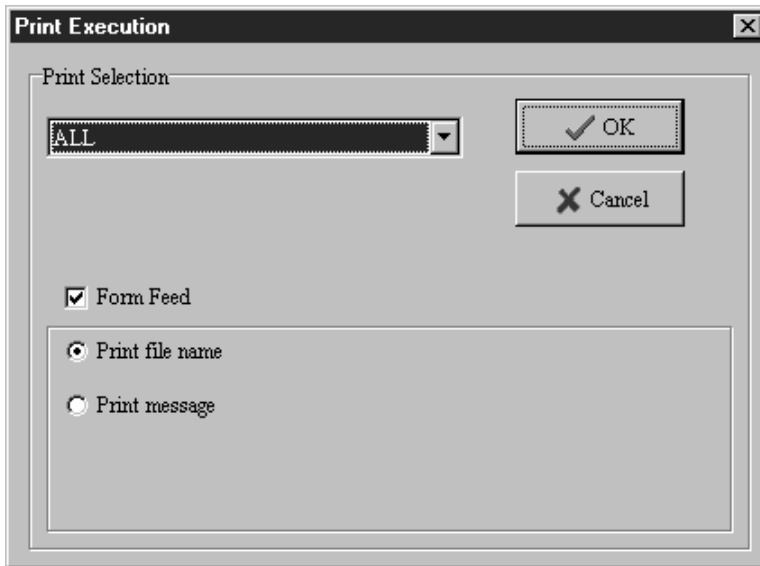 Print Execution
Print Selection
ALL
OK
Cancel
Form Feed
Print file name
Print message